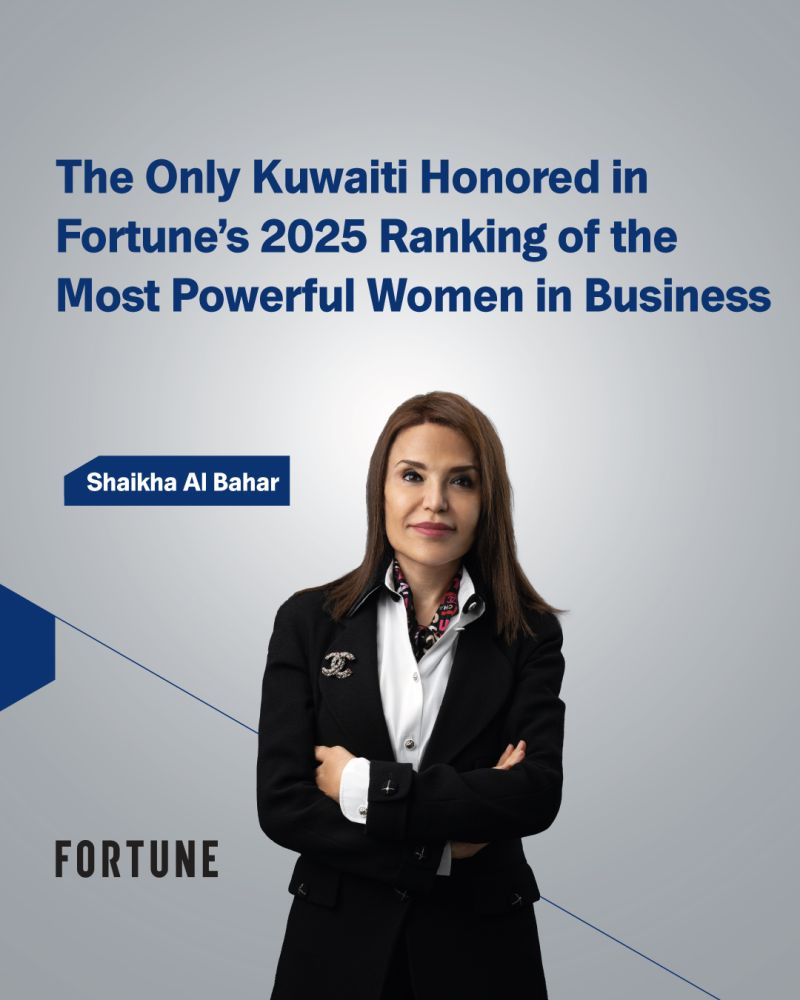 The Only Kuwaiti Honored in
Fortune’s 2025 Ranking of the
Most Powerful Women in Business
Shaikha Al Bahar
FORTUNE